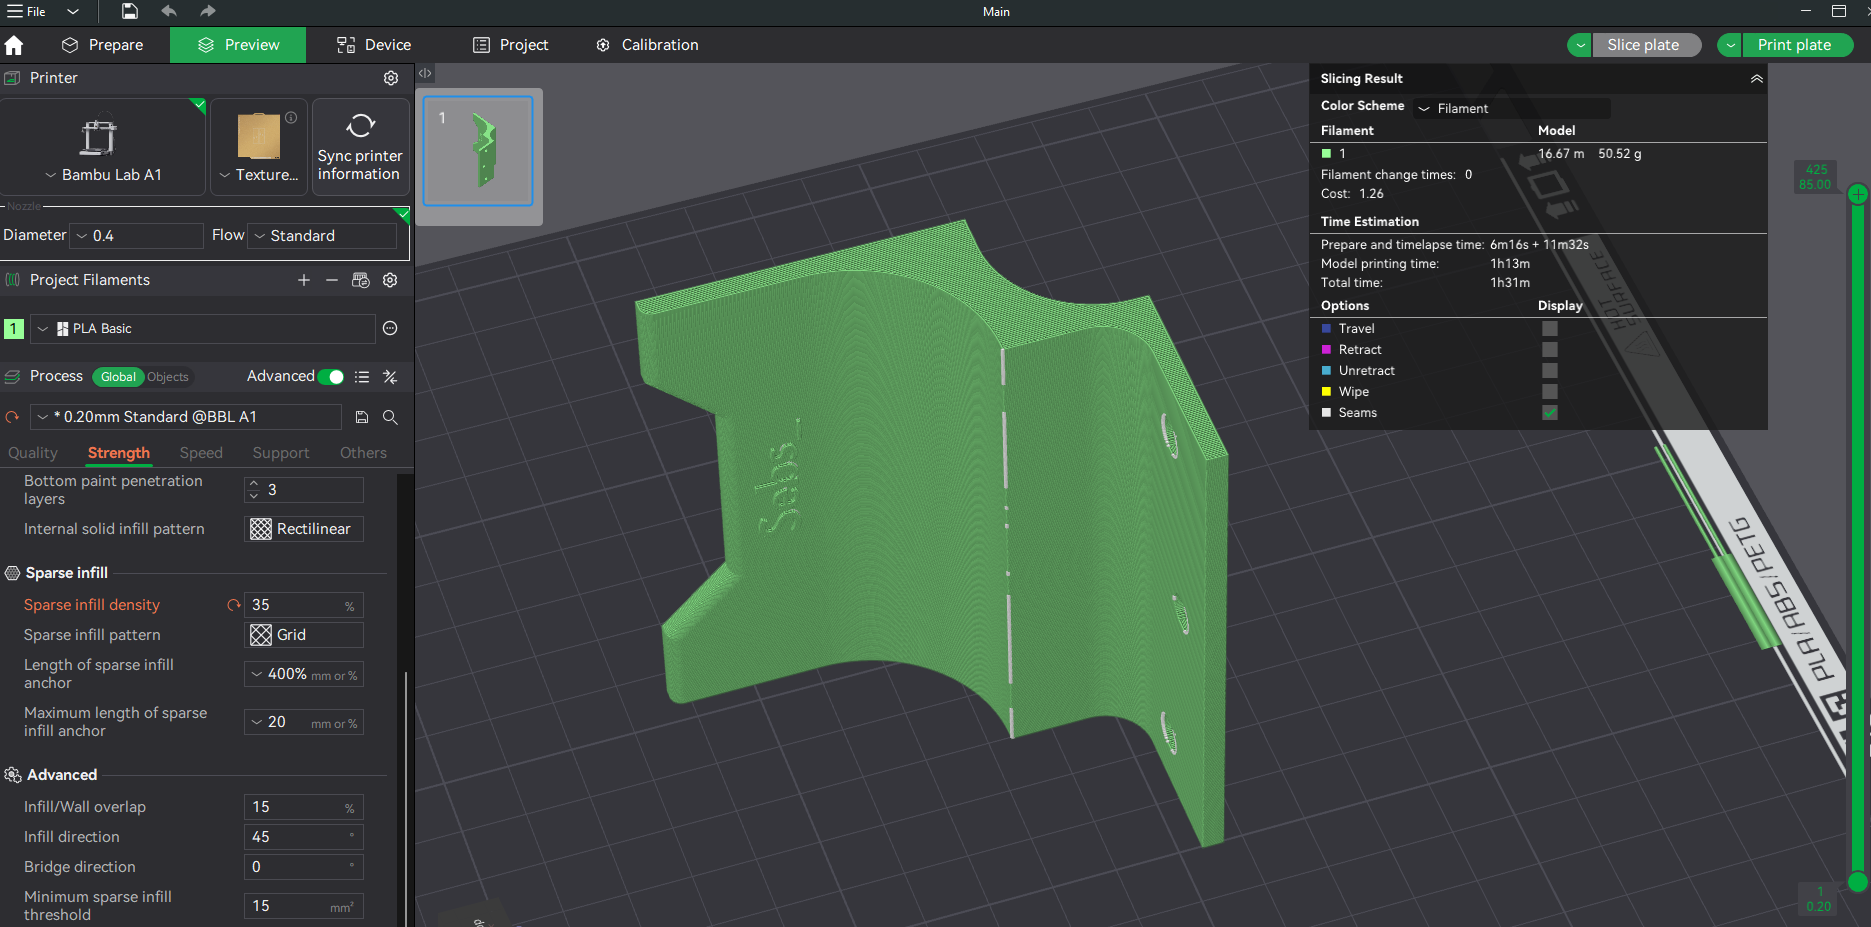 File
Main
Prepare
Preview
Device
Project
Calibration
Slice plate
Print plate
Printer
Bambu Lab A1
Texture...
Sync printer
information
Nozzle
Diameter 0.4 Flow Standard
Project Filaments
1 PLA Basic
Process Global Objects Advanced
* 0.20mm Standard @BBL A1
Quality Strength Speed Support Others
Bottom paint penetration
layers
3
Internal solid infill pattern Rectilinear
Sparse infill
Sparse infill density 35 %
Sparse infill pattern Grid
Length of sparse infill
anchor
400% mm or %
Maximum length of sparse
infill anchor
20 mm or %
Advanced
Infill/Wall overlap 15 %
Infill direction 45 °
Bridge direction 0 °
Minimum sparse infill
threshold
15 mm²
1
Slicing Result
Color Scheme Filament
Filament Model
1 16.67 m 50.52 g
Filament change times: 0
Cost: 1.26
Time Estimation
Prepare and timelapse time: 6m16s + 11m32s
Model printing time: 1h13m
Total time: 1h31m
Options Display
Travel
Retract
Unretract
Wipe
Seams
425
85.00
1
0.20
HOT
SURFACE
PLA/ABS/PETG